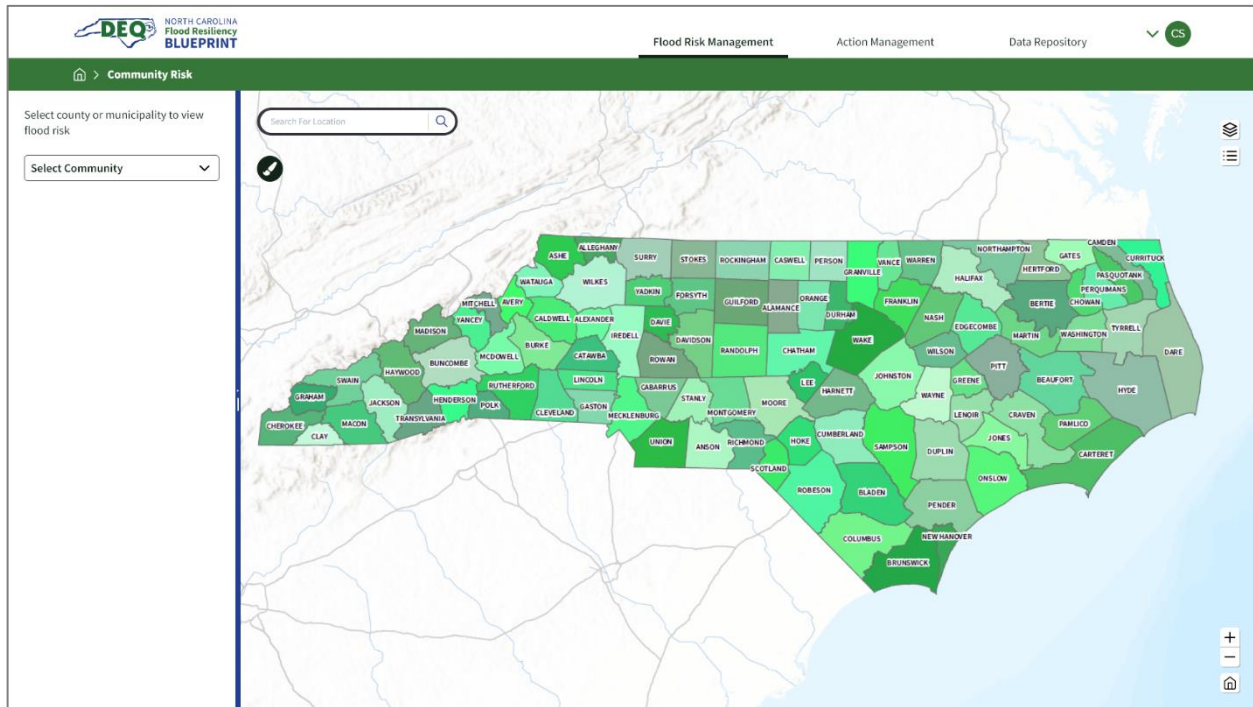 DEQ
NORTH CAROLINA
Flood Resiliency
BLUEPRINT
Flood Risk Management
Action Management
Data Repository
CS
Community Risk
Select county or municipality to view
flood risk
Select Community
Search For Location
ASHE
ALLEGHANY
SURRY
STOKES
ROCKINGHAM
CASWELL
PERSON
GRANVILLE
VANCE
WARREN
NORTHAMPTON
HALIFAX
HERTFORD
GATES
CAMDEN
CURRITUCK
PASQUOTANK
PERQUIMANS
CHOWAN
BERTIE
WATAUGA
WILKES
YADKIN
FORSYTH
GUILFORD
ALAMANCE
ORANGE
DURHAM
FRANKLIN
NASH
EDGECOMBE
MARTIN
WASHINGTON
TYRRELL
DARE
MITCHELL
AVERY
YANCEY
CALDWELL
ALEXANDER
IREDELL
DAVIE
DAVIDSON
RANDOLPH
CHATHAM
WAKE
WILSON
PITT
BEAUFORT
HYDE
MADISON
BUNCOMBE
MCDOWELL
BURKE
CATAWBA
ROWAN
LEE
HARNETT
JOHNSTON
GREENE
WAYNE
LENOIR
CRAVEN
PAMLICO
HAYWOOD
SWAIN
GRAHAM
JACKSON
HENDERSON
RUTHERFORD
POLK
LINCOLN
CLEVELAND
GASTON
MECKLENBURG
CABARRUS
STANLY
MONTGOMERY
MOORE
CHEROKEE
CLAY
MACON
TRANSYLVANIA
UNION
ANSON
RICHMOND
HOKE
CUMBERLAND
SAMPSON
DUPLIN
JONES
CARTERET
SCOTLAND
ROBESON
BLADEN
ONSLOW
PENDER
COLUMBUS
NEW HANOVER
BRUNSWICK